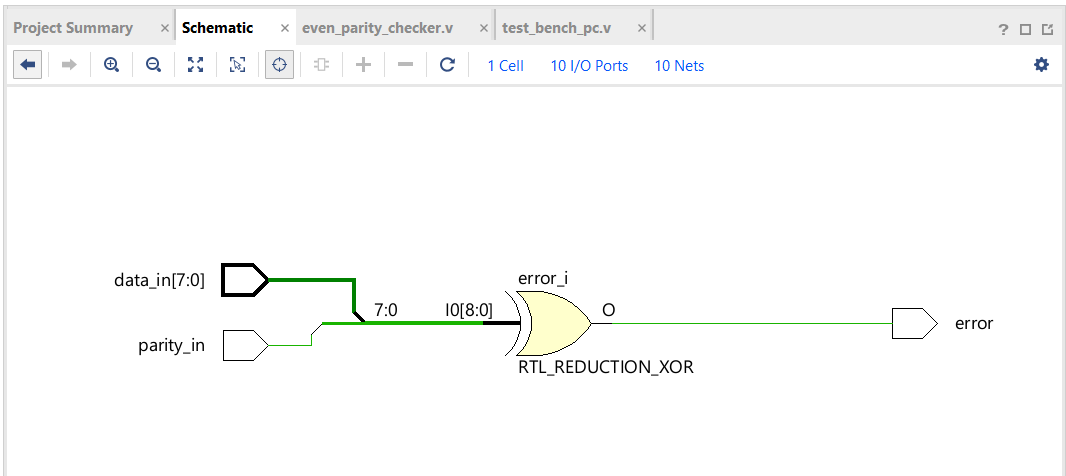 Project Summary × Schematic × even_parity_checker.v × test_bench_pc.v × ?
1 Cell 10 I/O Ports 10 Nets
error_i
data_in[7:0]
7:0 I0[8:0] O
error
parity_in
RTL_REDUCTION_XOR